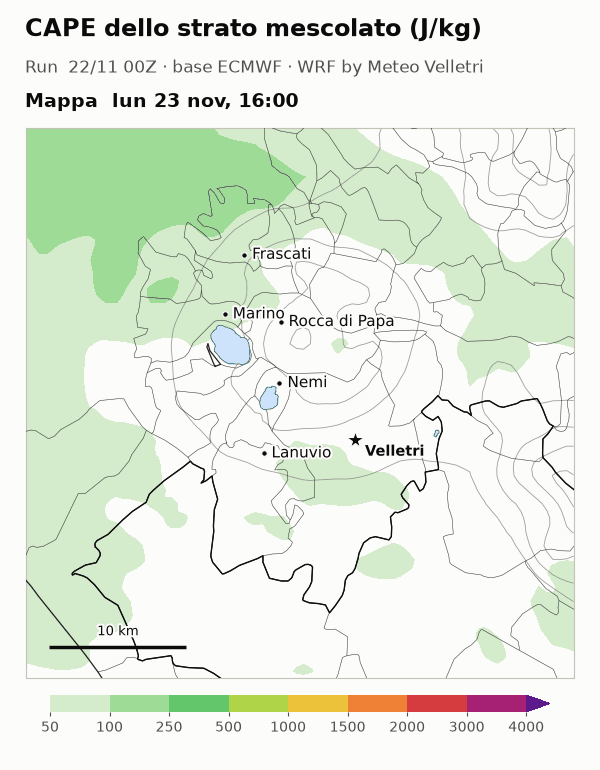 CAPE dello strato mescolato (J/kg)
Run  22/11 00Z · base ECMWF · WRF by Meteo Velletri
Mappa  lun 23 nov, 16:00
Frascati
Marino
Rocca di Papa
Nemi
Velletri
Lanuvio
10 km
50 100 250 500 1000 1500 2000 3000 4000